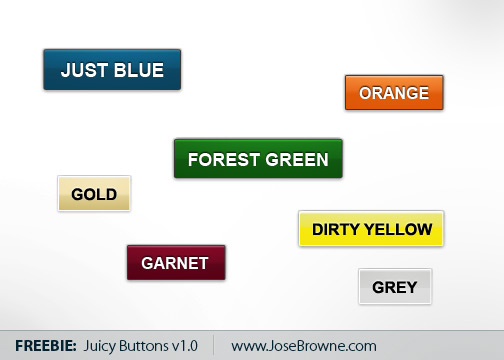 JUST BLUE
ORANGE
FOREST GREEN
GOLD
DIRTY YELLOW
GARNET
GREY
FREEBIE: Juicy Buttons v1.0 www.JoseBrowne.com